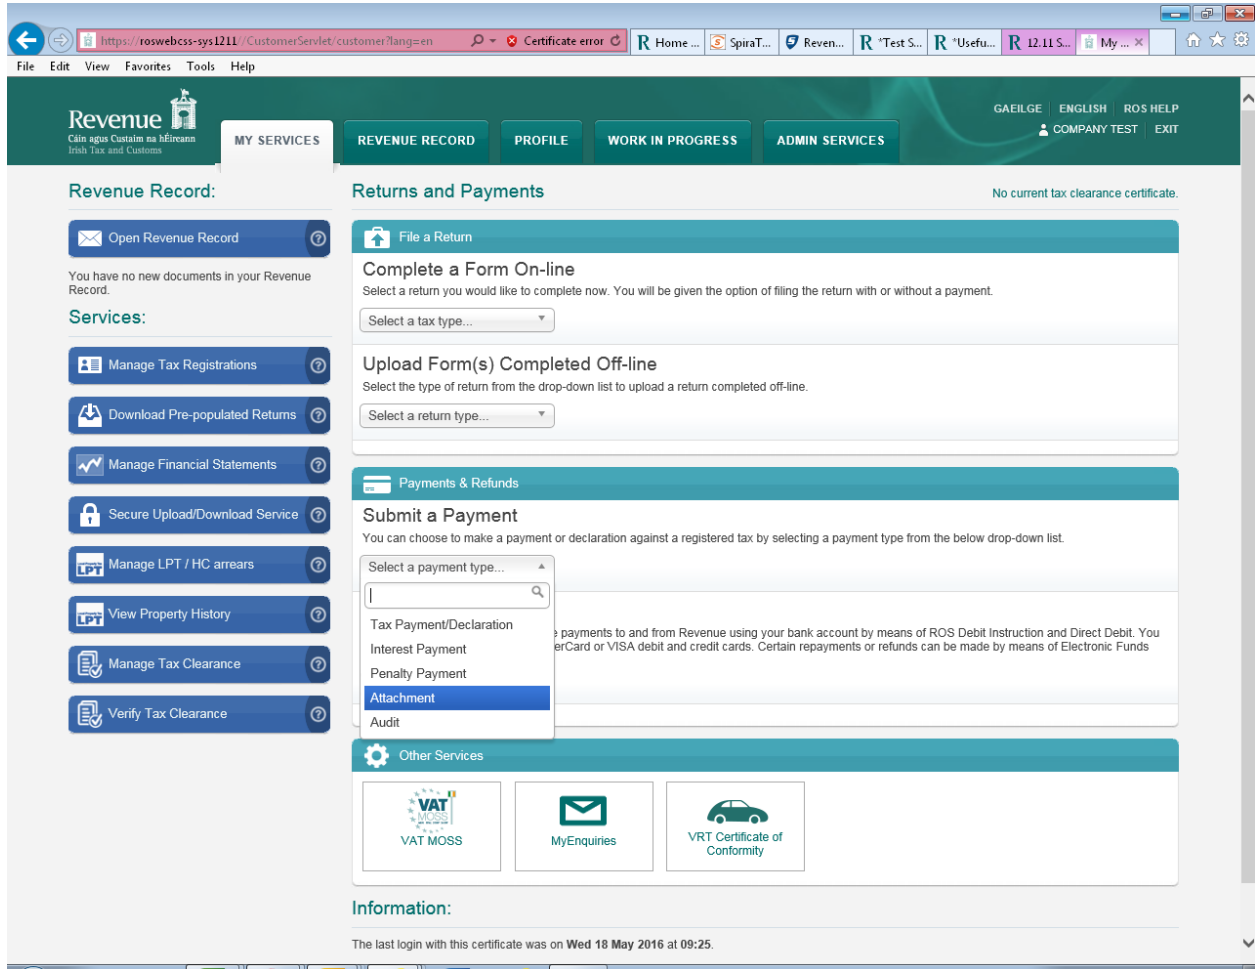 https://roswebcss-sys1211//CustomerServlet/customer?lang=en
Certificate error
Home ...
SpiraT...
Reven...
*Test S...
*Usefu...
12.11 S...
My ...
File Edit View Favorites Tools Help
Revenue
Cáin agus Custaim na hÉireann
Irish Tax and Customs
MY SERVICES
REVENUE RECORD
PROFILE
WORK IN PROGRESS
ADMIN SERVICES
GAEILGE ENGLISH ROS HELP
COMPANY TEST EXIT
Revenue Record:
Open Revenue Record
You have no new documents in your Revenue
Record.
Services:
Manage Tax Registrations
Download Pre-populated Returns
Manage Financial Statements
Secure Upload/Download Service
LPT
Manage LPT / HC arrears
LPT
View Property History
Manage Tax Clearance
Verify Tax Clearance
Returns and Payments
No current tax clearance certificate.
File a Return
Complete a Form On-line
Select a return you would like to complete now. You will be given the option of filing the return with or without a payment.
Select a tax type...
Upload Form(s) Completed Off-line
Select the type of return from the drop-down list to upload a return completed off-line.
Select a return type...
Payments & Refunds
Submit a Payment
You can choose to make a payment or declaration against a registered tax by selecting a payment type from the below drop-down list.
Select a payment type...
Tax Payment/Declaration
Interest Payment
Penalty Payment
Attachment
Audit
payments to and from Revenue using your bank account by means of ROS Debit Instruction and Direct Debit. You
erCard or VISA debit and credit cards. Certain repayments or refunds can be made by means of Electronic Funds
Other Services
VAT
MOSS
VAT MOSS
MyEnquiries
VRT Certificate of
Conformity
Information:
The last login with this certificate was on Wed 18 May 2016 at 09:25.